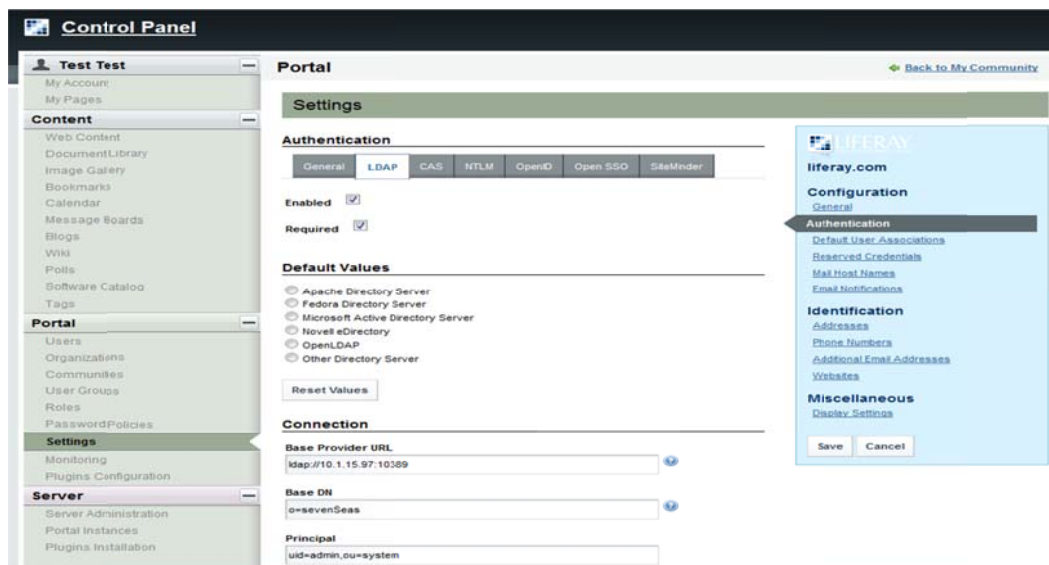 Control Panel
Test Test
My Account
My Pages
Content
Web Content
Document Library
Image Gallery
Bookmarks
Calendar
Message Boards
Blogs
Wiki
Polls
Software Catalog
Tags
Portal
Users
Organizations
Communities
User Groups
Roles
Password Policies
Settings
Monitoring
Plugins Configuration
Server
Server Administration
Portal Instances
Plugins Installation
Portal
Back to My Community
Settings
Authentication
General LDAP CAS NTLM OpenID Open SSO SiteMinder
Enabled
Required
Default Values
Apache Directory Server
Fedora Directory Server
Microsoft Active Directory Server
Novell eDirectory
OpenLDAP
Other Directory Server
Reset Values
Connection
Base Provider URL
ldap://10.1.15.97:10389
Base DN
o=sevenSeas
Principal
uid=admin,ou=system
LIFERAY
liferay.com
Configuration
General
Authentication
Default User Associations
Reserved Credentials
Mail Host Names
Email Notifications
Identification
Addresses
Phone Numbers
Additional Email Addresses
Websites
Miscellaneous
Display Settings
Save Cancel